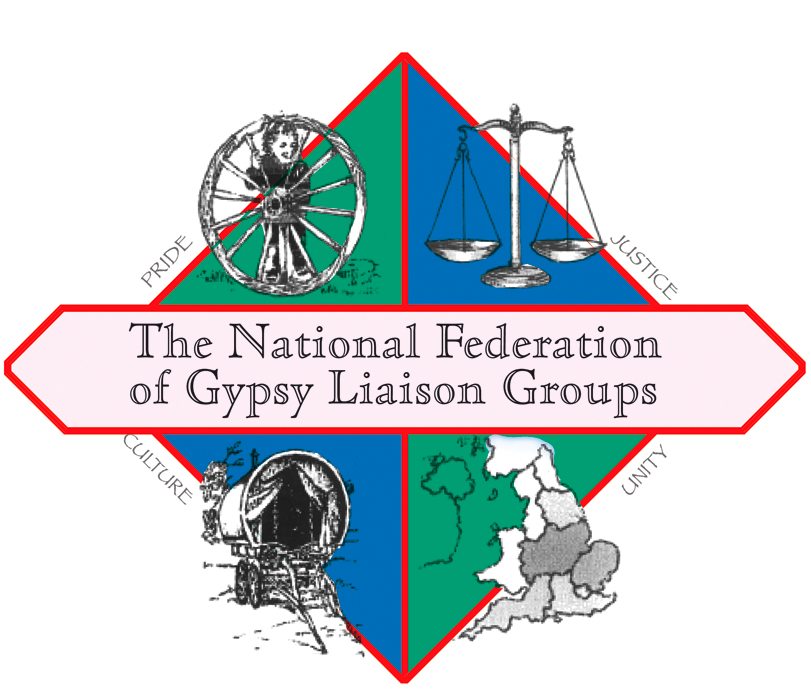 PRIDE
JUSTICE
The National Federation
of Gypsy Liaison Groups
CULTURE
UNITY